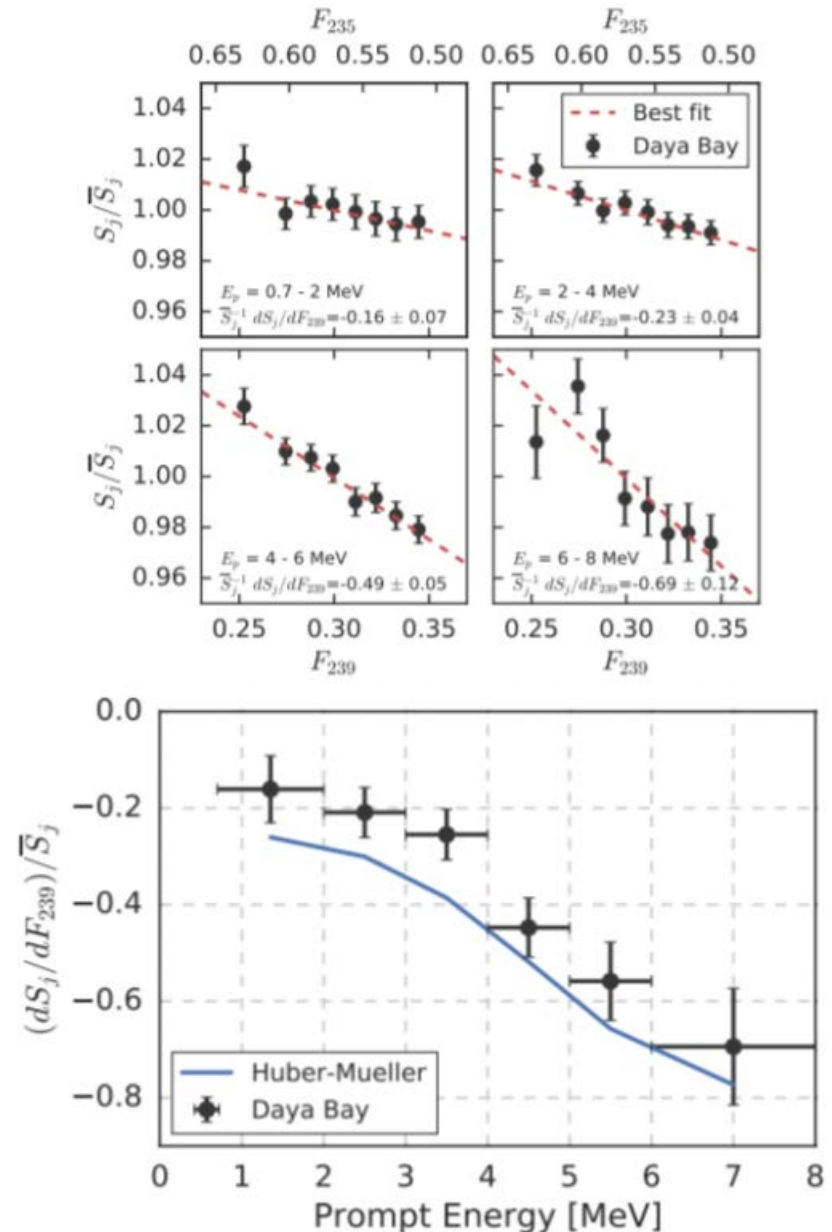 F235 F235
0.65 0.60 0.55 0.50 0.65 0.60 0.55 0.50
1.04
1.02
1.00
0.98
0.96
Sj/S̅j
Best fit
Daya Bay
Ep = 0.7 - 2 MeV
S̅j⁻¹ dSj/dF239=-0.16 ± 0.07
Ep = 2 - 4 MeV
S̅j⁻¹ dSj/dF239=-0.23 ± 0.04
1.04
1.02
1.00
0.98
0.96
Sj/S̅j
Ep = 4 - 6 MeV
S̅j⁻¹ dSj/dF239=-0.49 ± 0.05
Ep = 6 - 8 MeV
S̅j⁻¹ dSj/dF239=-0.69 ± 0.12
0.25 0.30 0.35 0.25 0.30 0.35
F239 F239
0.0
−0.2
−0.4
−0.6
−0.8
(dSj/dF239)/S̅j
Huber-Mueller
Daya Bay
0 1 2 3 4 5 6 7 8
Prompt Energy [MeV]